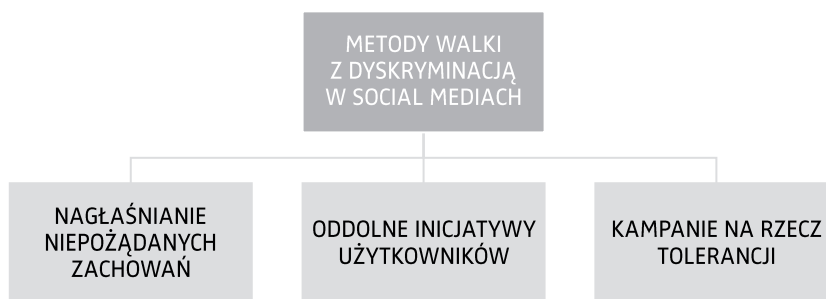 METODY WALKI
Z DYSKRYMINACJĄ
W SOCIAL MEDIACH
NAGŁAŚNIANIE
NIEPOŻĄDANYCH
ZACHOWAŃ
ODDOLNE INICJATYWY
UŻYTKOWNIKÓW
KAMPANIE NA RZECZ
TOLERANCJI